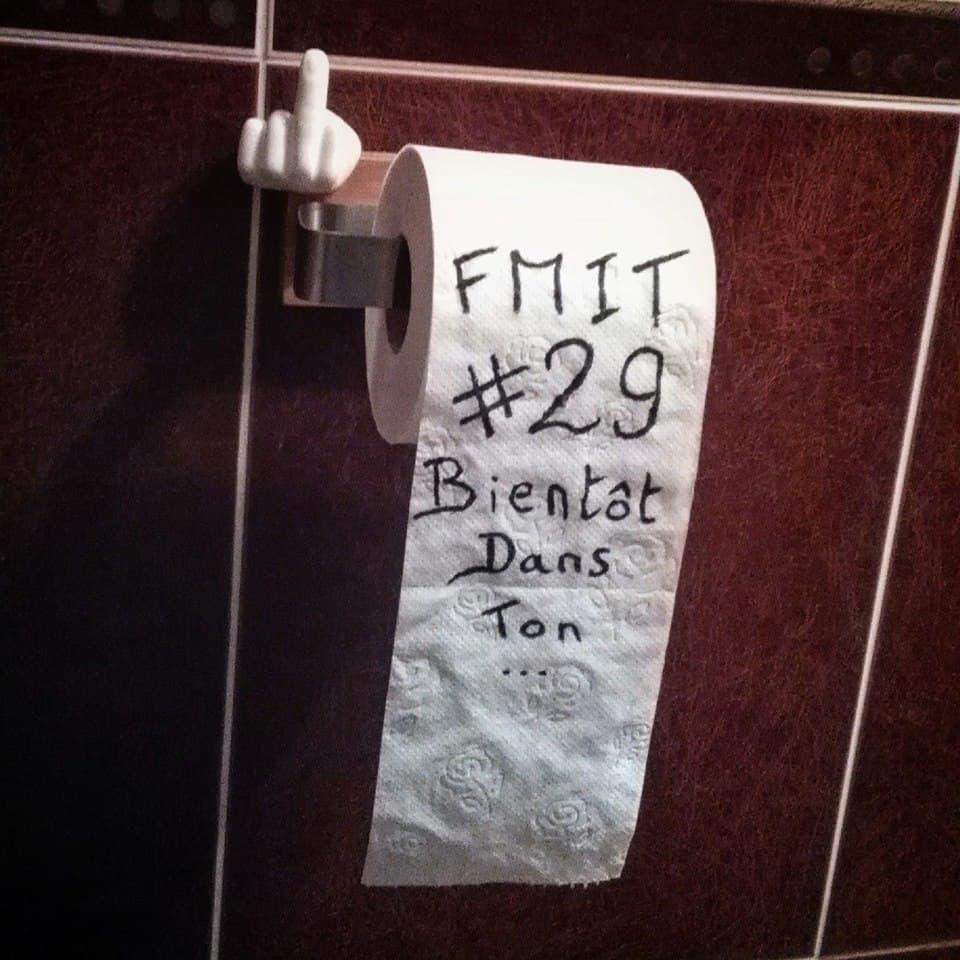 FMIT
#29
Bientôt
Dans
Ton
...